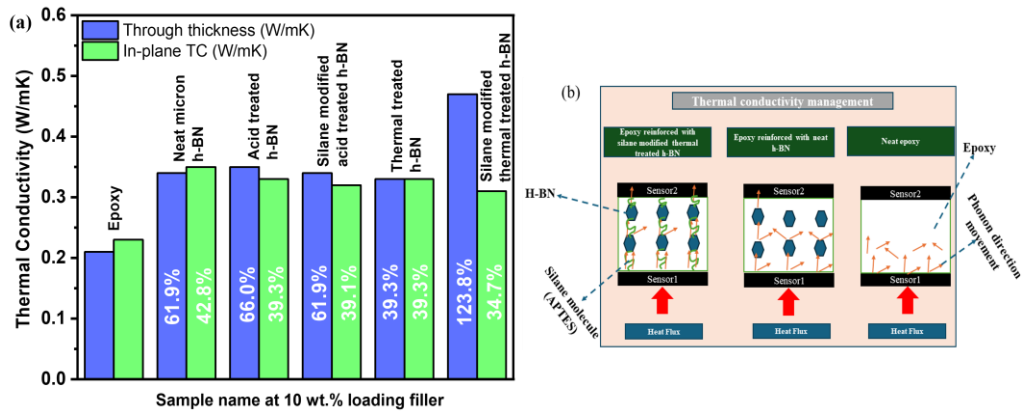 (a)
Through thickness (W/mK)
In-plane TC (W/mK)
Thermal Conductivity (W/mK)
0.6
0.5
0.4
0.3
0.2
0.1
0.0
Epoxy
Neat micron
h-BN
Acid treated
h-BN
Silane modified
acid treated h-BN
Thermal treated
h-BN
Silane modified
thermal treated h-BN
61.9%
42.8%
66.0%
39.3%
61.9%
39.1%
39.3%
39.3%
123.8%
34.7%
Sample name at 10 wt.% loading filler
(b)
Thermal conductivity management
Epoxy reinforced with
silane modified thermal
treated h-BN
Epoxy reinforced with neat
h-BN
Neat epoxy
Epoxy
H-BN
Sensor2
Sensor2
Sensor2
Phonon direction
movement
Silane molecule
(APTES)
Sensor1
Sensor1
Sensor1
Heat Flux
Heat Flux
Heat Flux